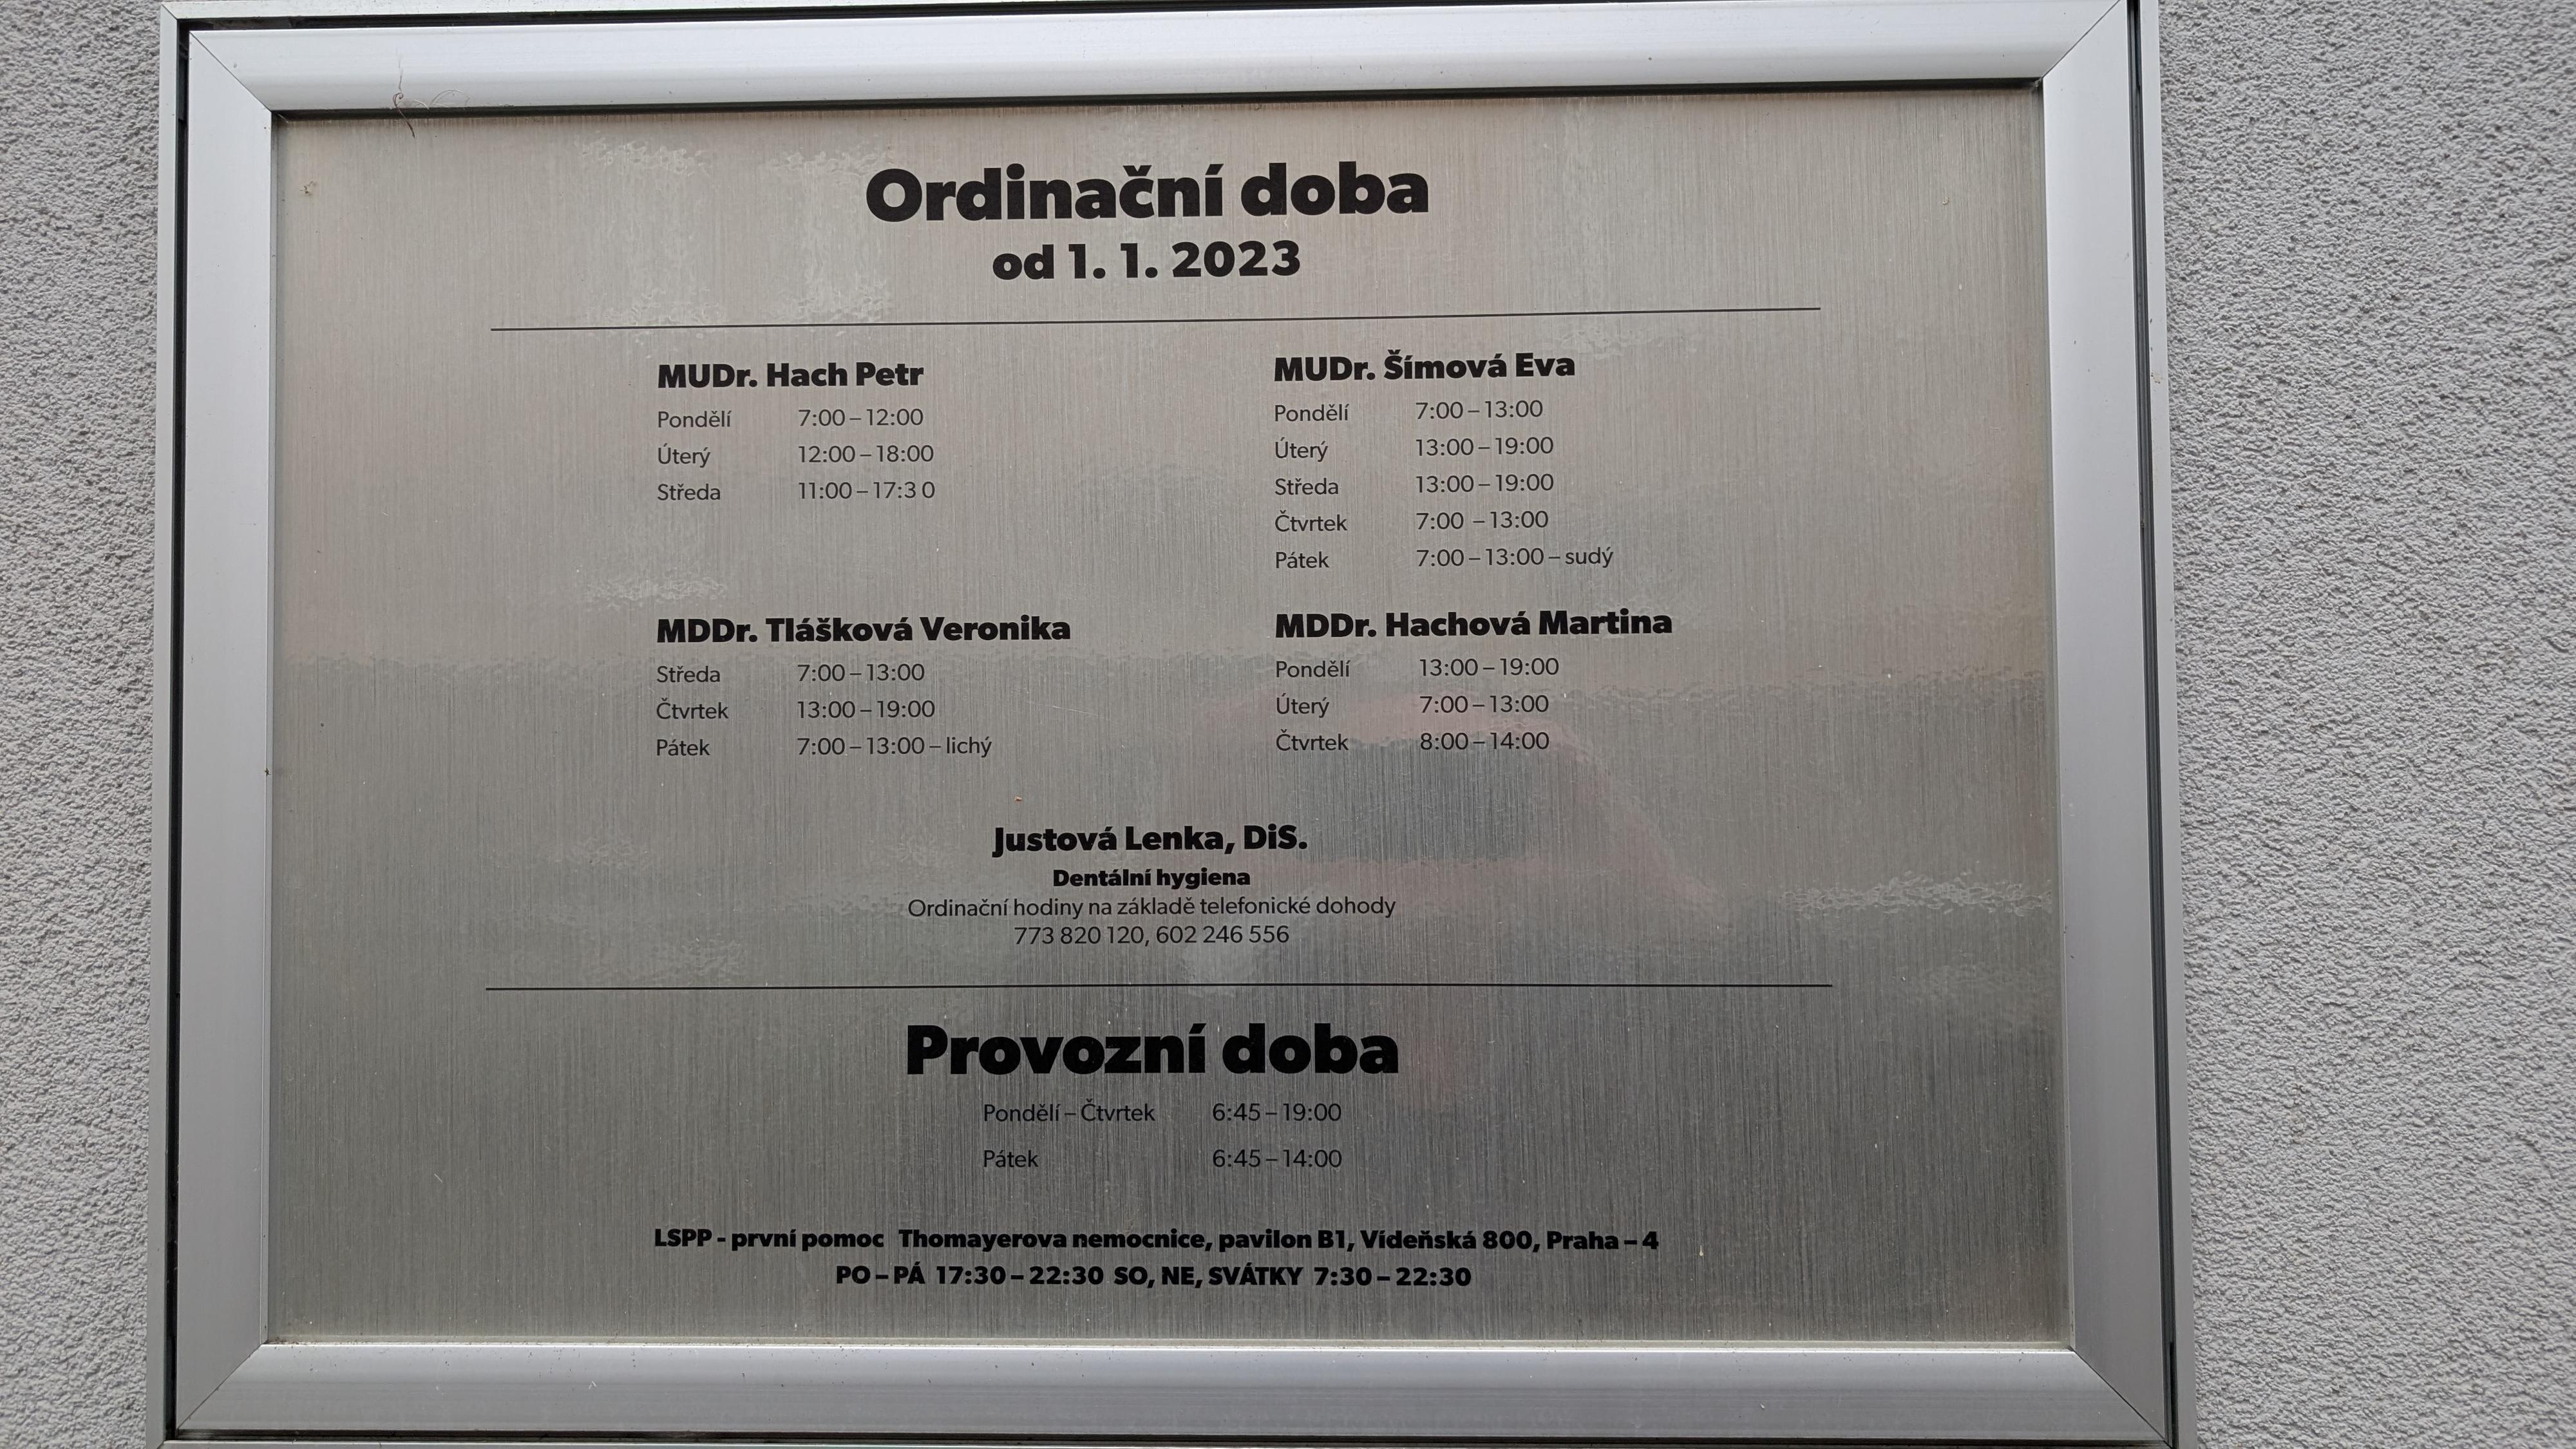 Ordinační doba
od 1. 1. 2023
MUDr. Hach Petr
Pondělí 7:00 – 12:00
Úterý 12:00 – 18:00
Středa 11:00 – 17:3 0
MUDr. Šímová Eva
Pondělí 7:00 – 13:00
Úterý 13:00 – 19:00
Středa 13:00 – 19:00
Čtvrtek 7:00 – 13:00
Pátek 7:00 – 13:00 – sudý
MDDr. Tlášková Veronika
Středa 7:00 – 13:00
Čtvrtek 13:00 – 19:00
Pátek 7:00 – 13:00 – lichý
MDDr. Hachová Martina
Pondělí 13:00 – 19:00
Úterý 7:00 – 13:00
Čtvrtek 8:00 – 14:00
Justová Lenka, DiS.
Dentální hygiena
Ordinační hodiny na základě telefonické dohody
773 820 120, 602 246 556
Provozní doba
Pondělí – Čtvrtek 6:45 – 19:00
Pátek 6:45 – 14:00
LSPP - první pomoc Thomayerova nemocnice, pavilon B1, Vídeňská 800, Praha – 4
PO – PÁ 17:30 – 22:30 SO, NE, SVÁTKY 7:30 – 22:30